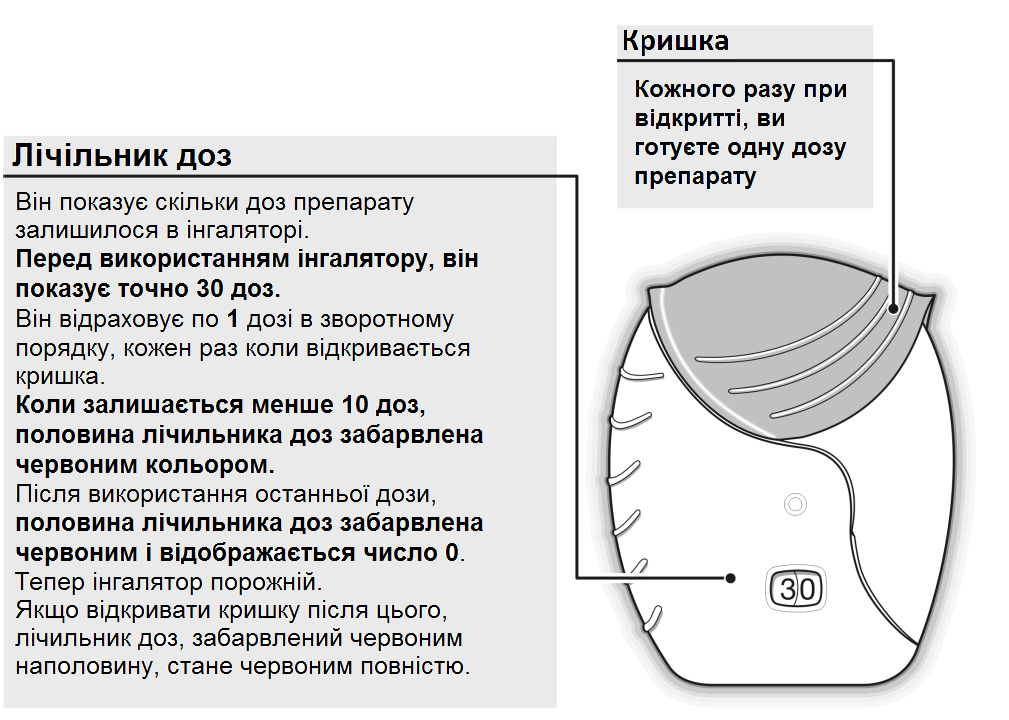 Кришка
Кожного разу при
відкритті, ви
готуєте одну дозу
препарату
Лічільник доз
Він показує скільки доз препарату
залишилося в інгаляторі.
Перед використанням інгалятору, він
показує точно 30 доз.
Він відраховує по 1 дозі в зворотному
порядку, кожен раз коли відкривається
кришка.
Коли залишається менше 10 доз,
половина лічильника доз забарвлена
червоним кольором.
Після використання останньої дози,
половина лічильника доз забарвлена
червоним і відображається число 0.
Тепер інгалятор порожній.
Якщо відкривати кришку після цього,
лічильник доз, забарвлений червоним
наполовину, стане червоним повністю.
30